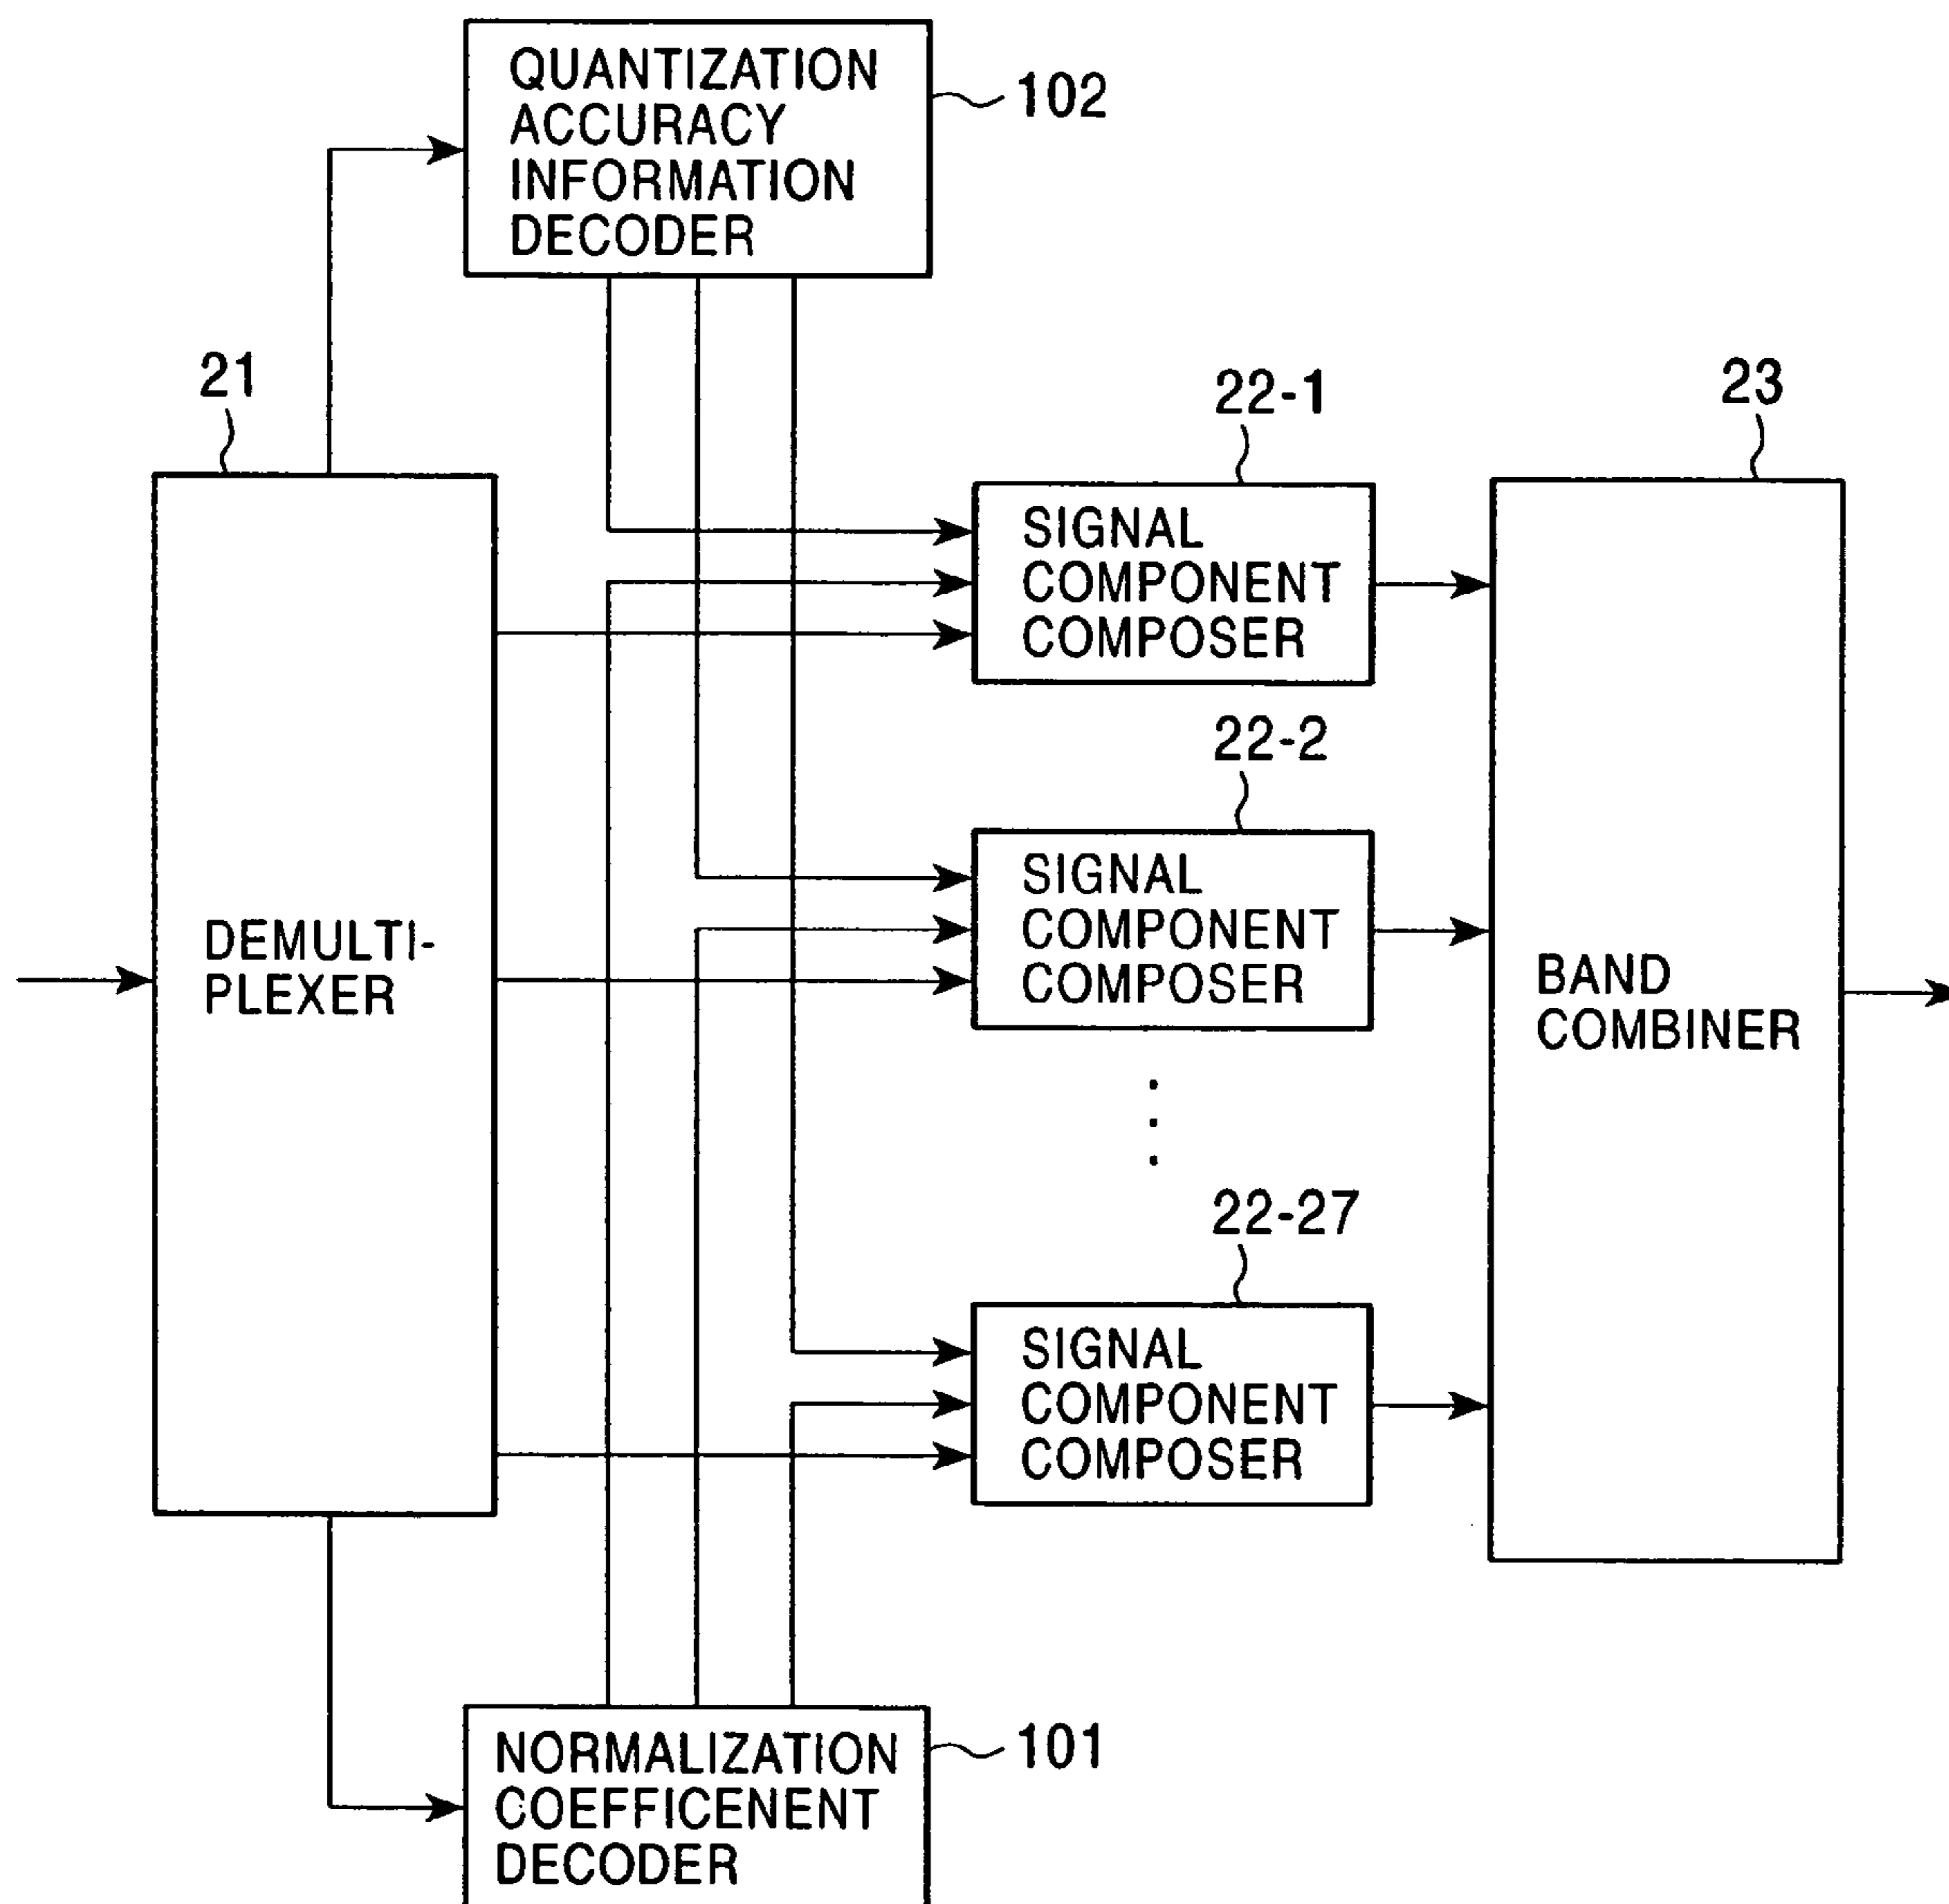 QUANTIZATION
ACCURACY
INFORMATION
DECODER
102
21
22-1
23
SIGNAL
COMPONENT
COMPOSER
22-2
DEMULTI-
PLEXER
SIGNAL
COMPONENT
COMPOSER
BAND
COMBINER
22-27
SIGNAL
COMPONENT
COMPOSER
NORMALIZATION
COEFFICENENT
DECODER
101